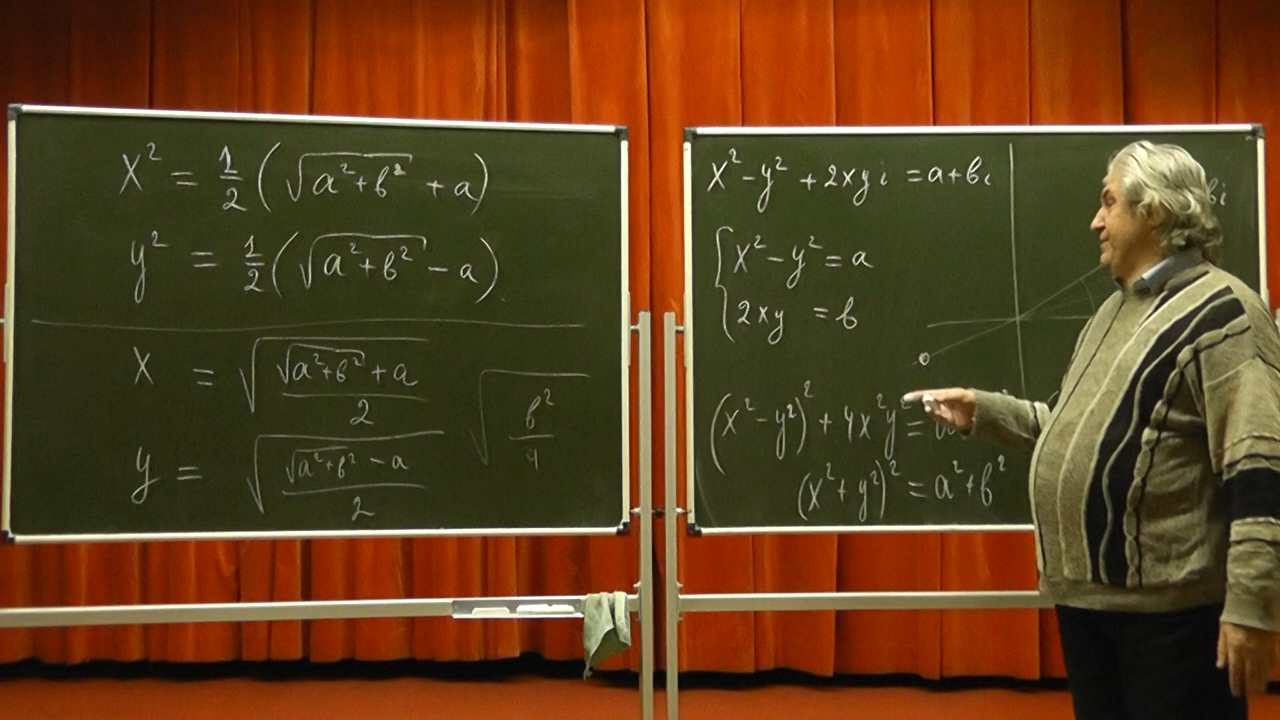 x² = 1/2 (√(a²+b²) + a)
y² = 1/2 (√(a²+b²) − a)
x = √((√(a²+b²) + a)/2)
y = √((√(a²+b²) − a)/2)
√(b²/4)
x² − y² + 2xyi = a + bi
{ x² − y² = a
2xy = b
(x² − y²)² + 4x²y² =
(x² + y²)² = a² + b²
bi